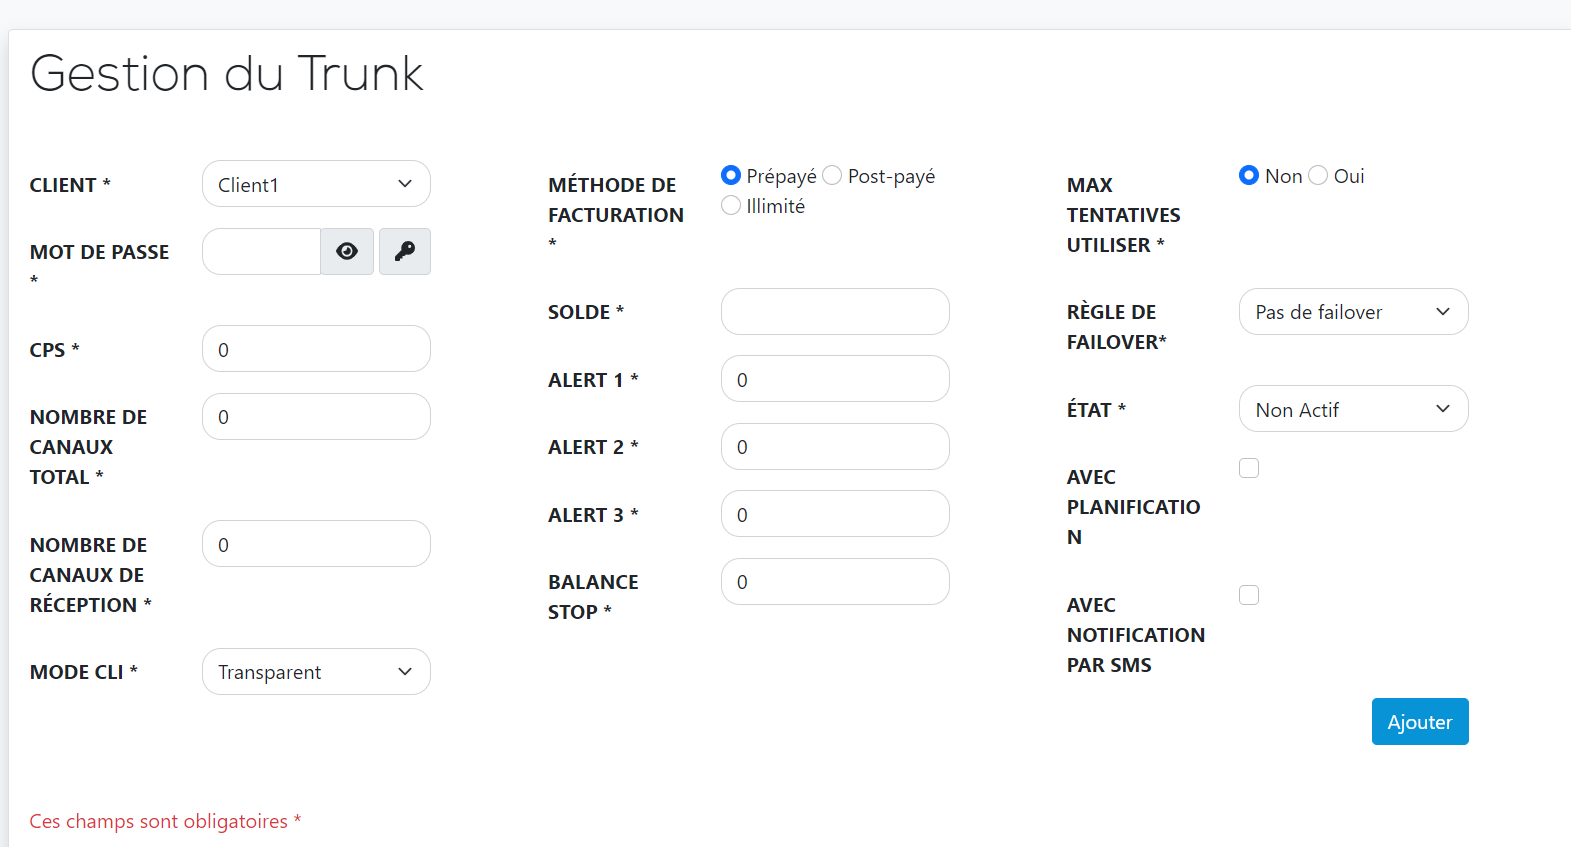 Gestion du Trunk
CLIENT *
Client1
MOT DE PASSE
*
CPS *
0
NOMBRE DE
CANAUX
TOTAL *
0
NOMBRE DE
CANAUX DE
RÉCEPTION *
0
MODE CLI *
Transparent
MÉTHODE DE
FACTURATION
*
Prépayé Post-payé
Illimité
SOLDE *
ALERT 1 *
0
ALERT 2 *
0
ALERT 3 *
0
BALANCE
STOP *
0
MAX
TENTATIVES
UTILISER *
Non Oui
RÈGLE DE
FAILOVER*
Pas de failover
ÉTAT *
Non Actif
AVEC
PLANIFICATIO
N
AVEC
NOTIFICATION
PAR SMS
Ajouter
Ces champs sont obligatoires *